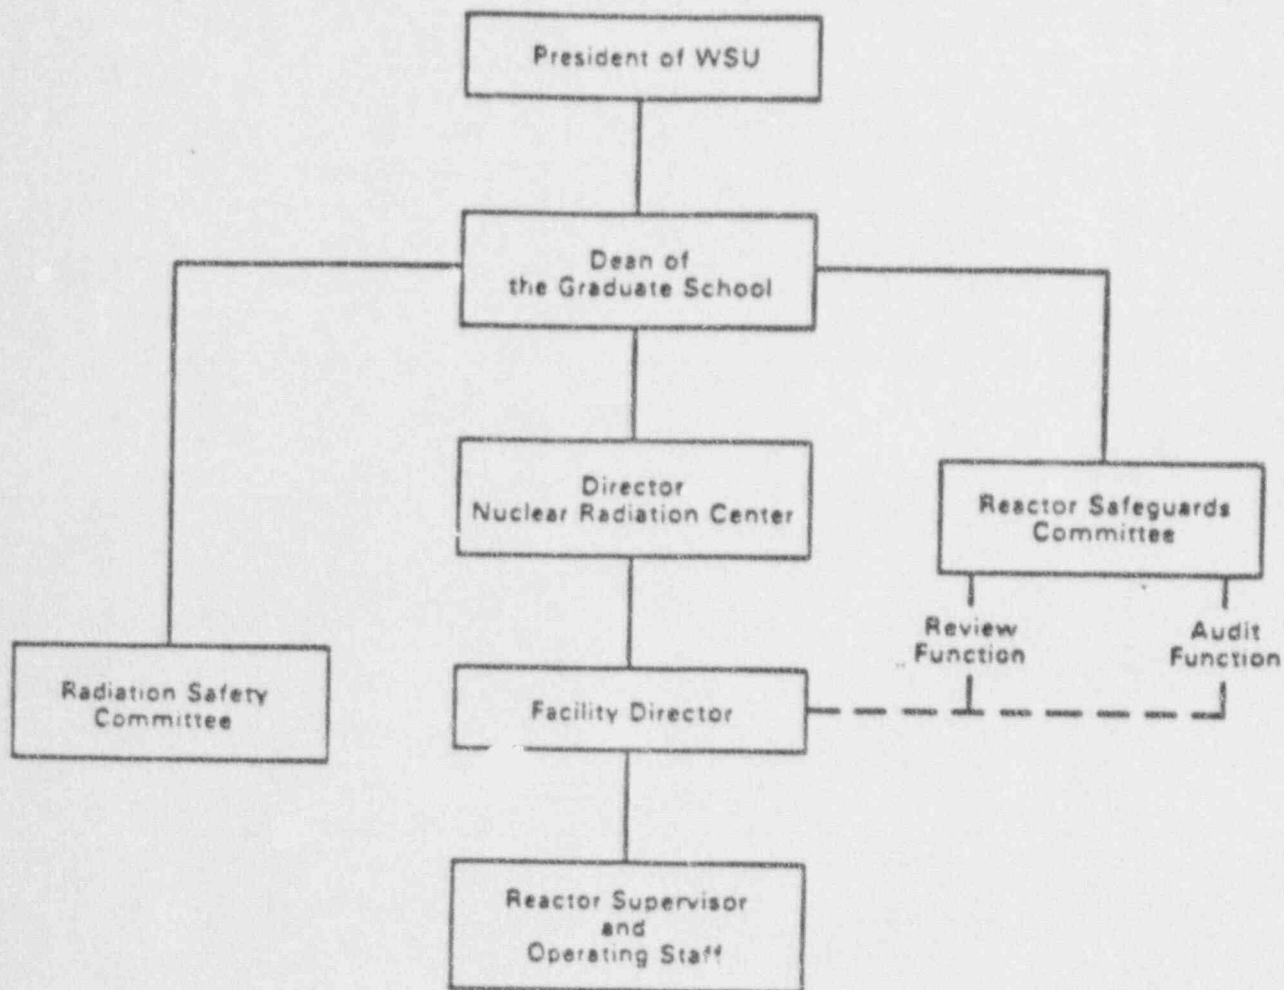 President of WSU
Dean of
the Graduate School
Director
Nuclear Radiation Center
Reactor Safeguards
Committee
Review
Function
Audit
Function
Radiation Safety
Committee
Facility Director
Reactor Supervisor
and
Operating Staff